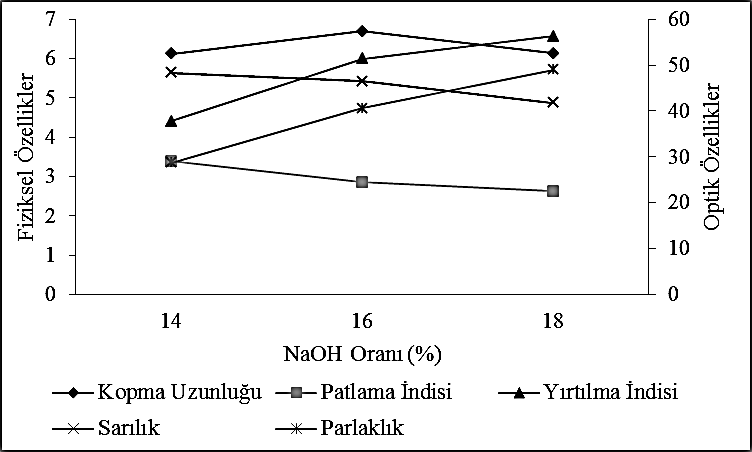 7
6
5
4
3
2
1
0
Fiziksel Özellikler
60
50
40
30
20
10
0
Optik Özellikler
14 16 18
NaOH Oranı (%)
Kopma Uzunluğu Patlama İndisi Yırtılma İndisi
Sarılık Parlaklık